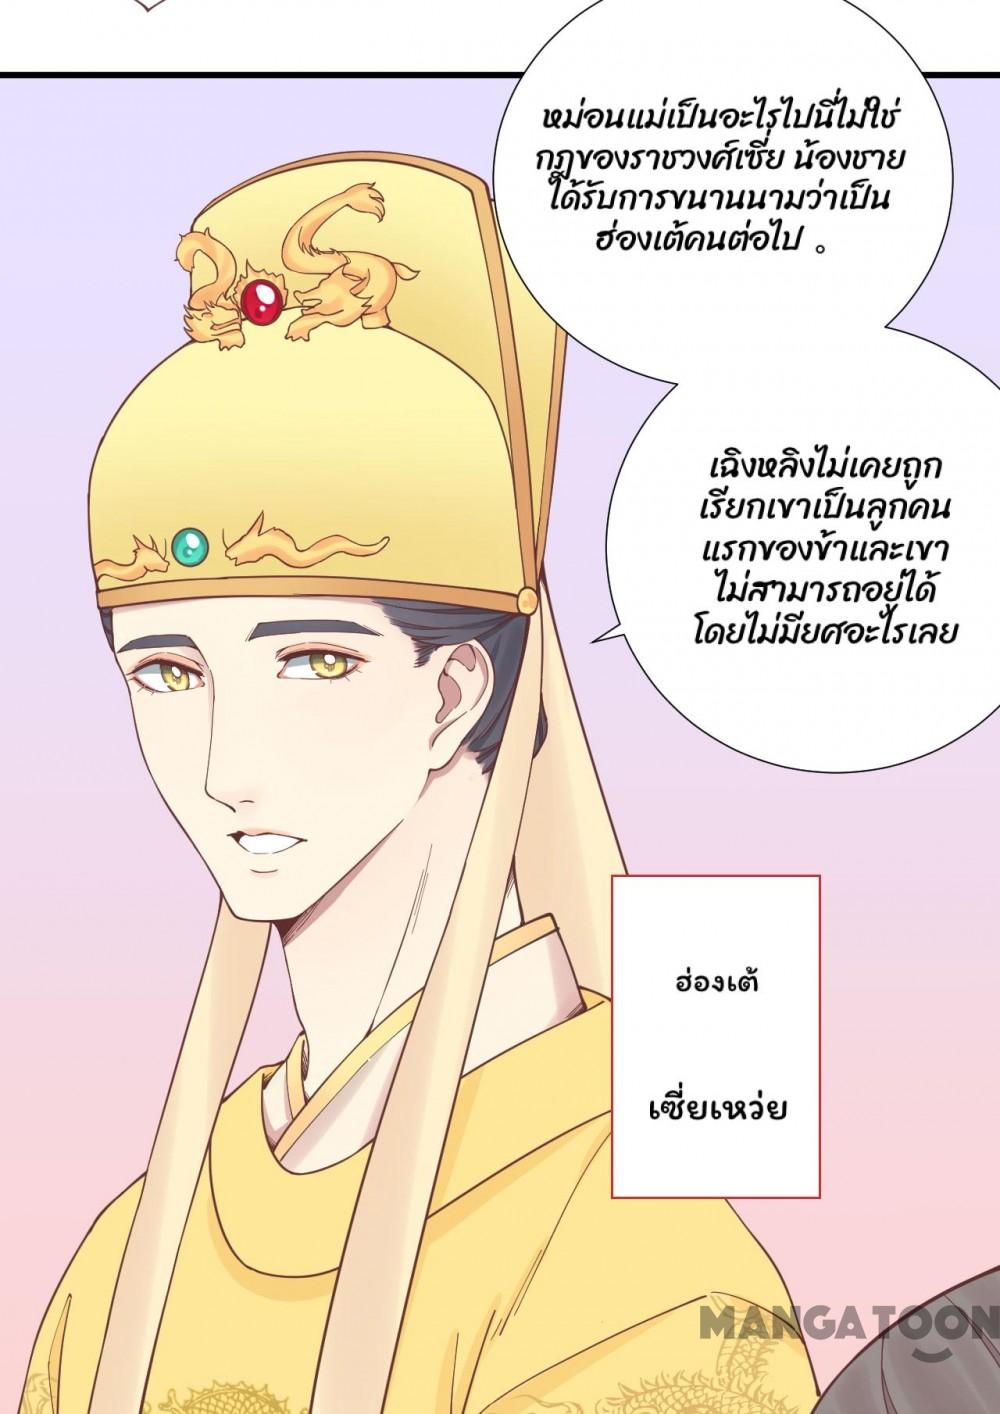 หม่อนแม่เป็นอะไรไปนี่ไม่ใช่
กฎของราชวงศ์เซี่ย น้องชาย
ได้รับการขนานนามว่าเป็น
ฮ่องเต้คนต่อไป 。
เฉิงหลิงไม่เคยถูก
เรียกเขาเป็นลูกคน
แรกของข้าและเขา
ไม่สามารถอยู่ได้
โดยไม่มียศอะไรเลย
ฮ่องเต้
เซี่ยเหว่ย
MANGATOON